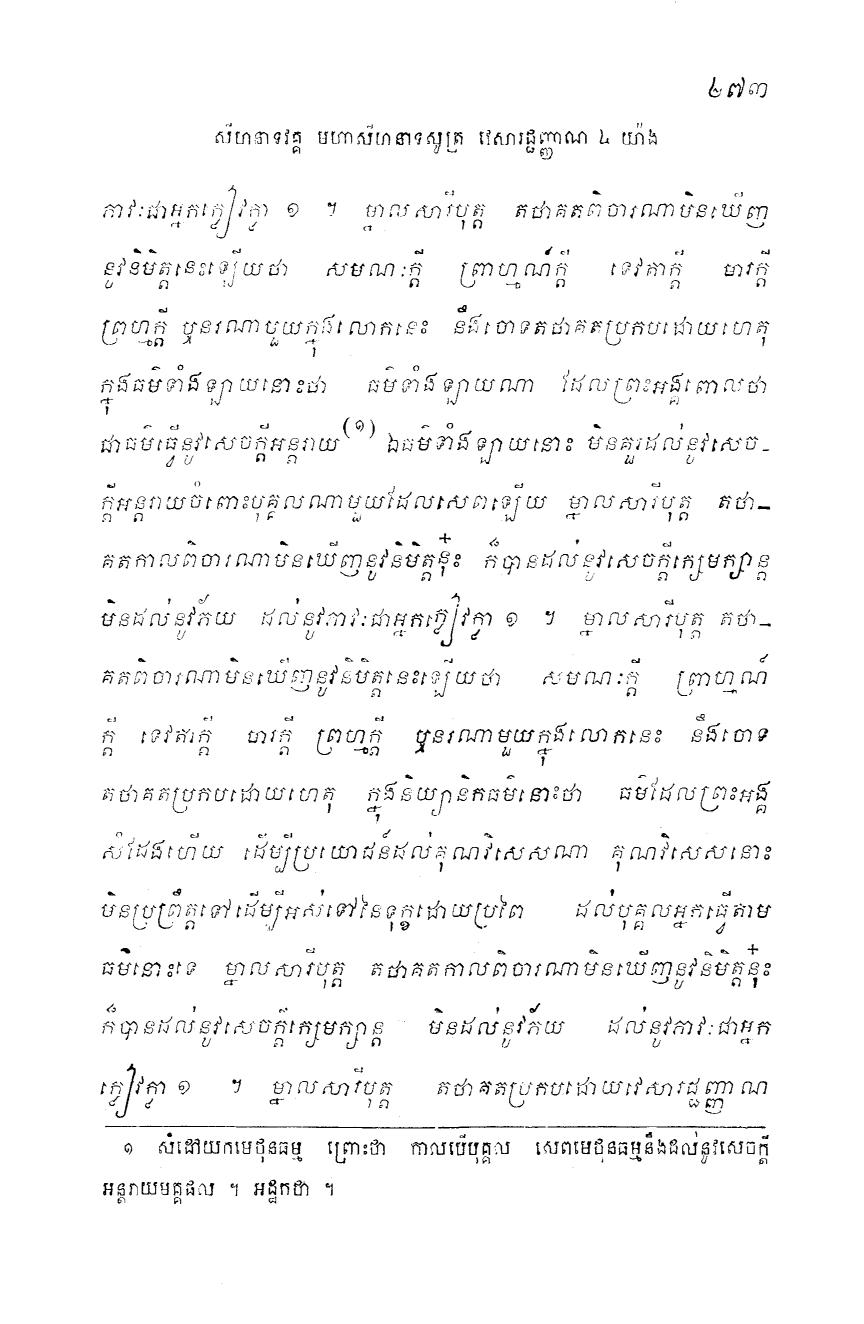 ២៧៣
សីហនាទវគ្គ មហាសីហនាទសូត្រ វេសារជ្ជញ្ញាណ ៤ យ៉ាង
ភាវៈជាអ្នកក្លៀវក្លា ១ ។ ម្នាលសារីបុត្ត តថាគតពិចារណាមិនឃើញ
នូវនិមិត្តនេះឡើយថា សមណៈក្តី ព្រាហ្មណ៍ក្តី ទេវតាក្តី មារក្តី
ព្រហ្មក្តី ឬនរណាមួយក្នុងលោកនេះ នឹងចោទតថាគតប្រកបដោយហេតុ
ក្នុងធម៌ទាំងឡាយនោះថា ធម៌ទាំងឡាយណា ដែលព្រះអង្គពោលថា
ជាធម៌ធ្វើនូវសេចក្តីអន្តរាយ(១) ឯធម៌ទាំងឡាយនោះ មិនគួរដល់នូវសេច-
ក្តីអន្តរាយចំពោះបុគ្គលណាមួយដែលសេពឡើយ ម្នាលសារីបុត្ត តថា-
គតកាលពិចារណាមិនឃើញនូវនិមិត្តនុ៎ះ ក៏បានដល់នូវសេចក្តីក្សេមក្សាន្ត
មិនដល់នូវភ័យ ដល់នូវភាវៈជាអ្នកក្លៀវក្លា ១ ។ ម្នាលសារីបុត្ត តថា-
គតពិចារណាមិនឃើញនូវនិមិត្តនេះឡើយថា សមណៈក្តី ព្រាហ្មណ៍
ក្តី ទេវតាក្តី មារក្តី ព្រហ្មក្តី ឬនរណាមួយក្នុងលោកនេះ នឹងចោទ
តថាគតប្រកបដោយហេតុ ក្នុងនិយ្យានិកធម៌នោះថា ធម៌ដែលព្រះអង្គ
សំដែងហើយ ដើម្បីប្រយោជន៍ដល់គុណវិសេសណា គុណវិសេសនោះ
មិនប្រព្រឹត្តទៅដើម្បីអស់ទៅនៃទុក្ខដោយប្រពៃ ដល់បុគ្គលអ្នកធ្វើតាម
ធម៌នោះទេ ម្នាលសារីបុត្ត តថាគតកាលពិចារណាមិនឃើញនូវនិមិត្តនុ៎ះ
ក៏បានដល់នូវសេចក្តីក្សេមក្សាន្ត មិនដល់នូវភ័យ ដល់នូវភាវៈជាអ្នក
ក្លៀវក្លា ១ ។ ម្នាលសារីបុត្ត តថាគតប្រកបដោយវេសារជ្ជញ្ញាណ
១ សំដៅយកមេថុនធម្ម ព្រោះថា កាលបើបុគ្គល សេពមេថុនធម្មនឹងដល់នូវសេចក្តី
អន្តរាយមគ្គផល ។ អដ្ឋកថា ។